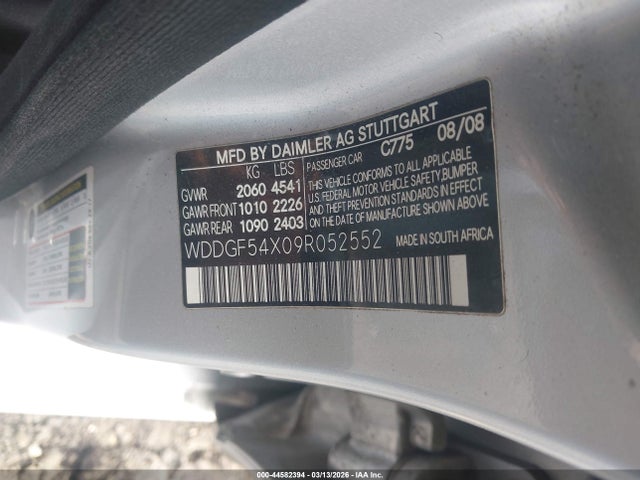 MFD BY DAIMLER AG STUTTGART
KG LBS
PASSENGER CAR C775 08/08
GVWR 2060 4541
GAWR FRONT 1010 2226
GAWR REAR 1090 2403
THIS VEHICLE CONFORMS TO ALL APPLICABLE
U.S. FEDERAL MOTOR VEHICLE SAFETY, BUMPER
AND THEFT PREVENTION STANDARDS IN EFFECT
ON THE DATE OF MANUFACTURE SHOWN ABOVE.
WDDGF54X09R052552 MADE IN SOUTH AFRICA
000-44582394 | 03/13/2026 - IAA Inc.